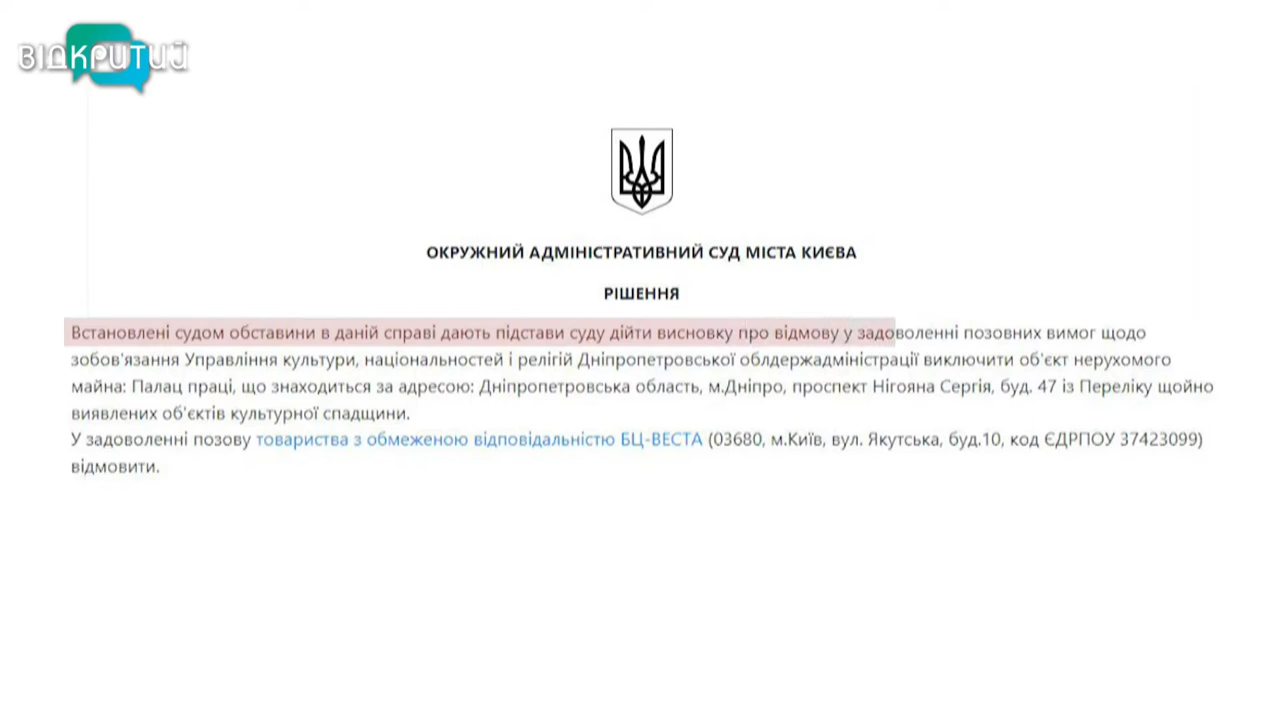 ВІДКРИТИЙ
ОКРУЖНИЙ АДМІНІСТРАТИВНИЙ СУД МІСТА КИЄВА
РІШЕННЯ
Встановлені судом обставини в даній справі дають підстави суду дійти висновку про відмову у задоволенні позовних вимог щодо
зобов'язання Управління культури, національностей і релігій Дніпропетровської облдержадміністрації виключити об'єкт нерухомого
майна: Палац праці, що знаходиться за адресою: Дніпропетровська область, м.Дніпро, проспект Нігояна Сергія, буд. 47 із Переліку щойно
виявлених об'єктів культурної спадщини.
У задоволенні позову товариства з обмеженою відповідальністю БЦ-ВЕСТА (03680, м.Київ, вул. Якутська, буд.10, код ЄДРПОУ 37423099)
відмовити.